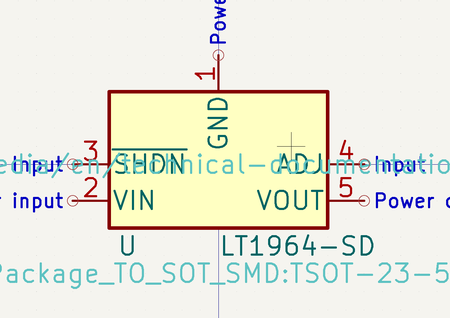 Powe
1
GND
3
4
Input
SHDN
ADJ
Input
edia/en/technical-documentatio
2
5
r input
VIN
VOUT
Power o
U
LT1964-SD
Package_TO_SOT_SMD:TSOT-23-5